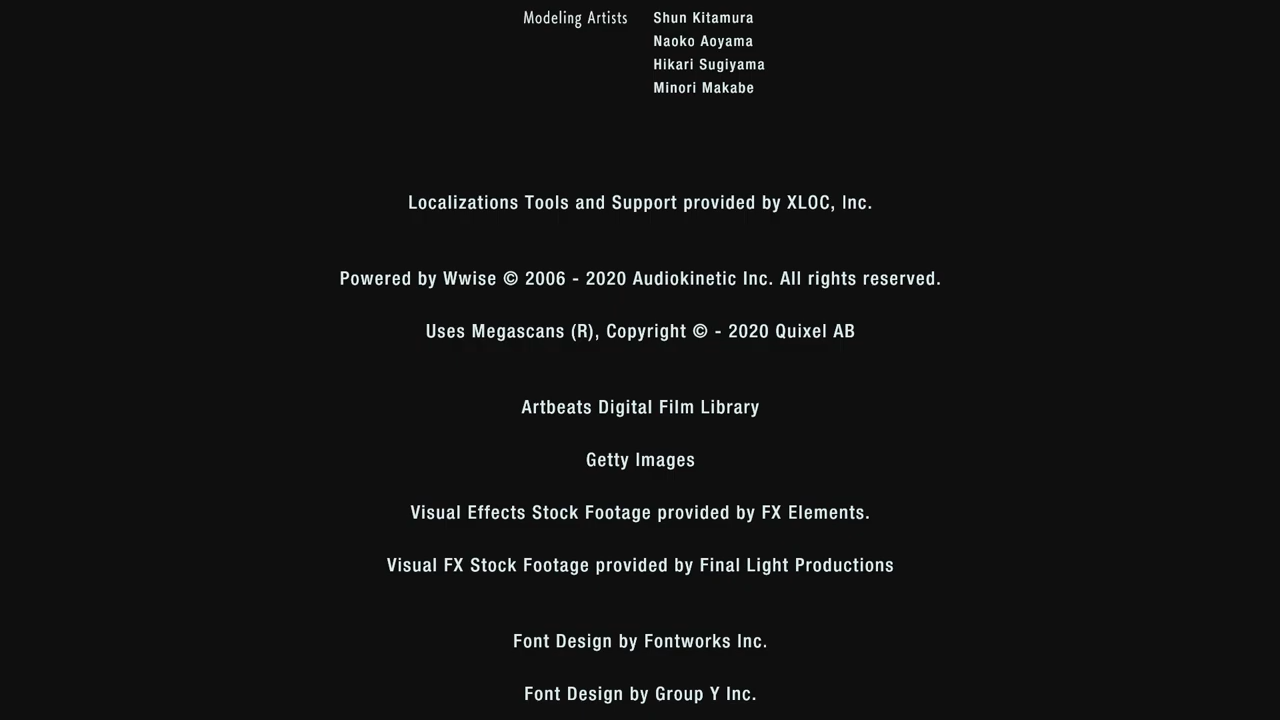 Modeling Artists Shun Kitamura
Naoko Aoyama
Hikari Sugiyama
Minori Makabe
Localizations Tools and Support provided by XLOC, Inc.
Powered by Wwise © 2006 - 2020 Audiokinetic Inc. All rights reserved.
Uses Megascans (R), Copyright © - 2020 Quixel AB
Artbeats Digital Film Library
Getty Images
Visual Effects Stock Footage provided by FX Elements.
Visual FX Stock Footage provided by Final Light Productions
Font Design by Fontworks Inc.
Font Design by Group Y Inc.